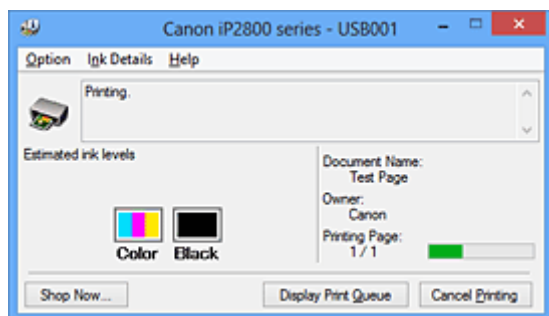 Canon iP2800 series - USB001
Option Ink Details Help
Printing.
Estimated ink levels
Document Name:
Test Page
Owner:
Canon
Printing Page:
1 / 1
Color Black
Shop Now... Display Print Queue Cancel Printing